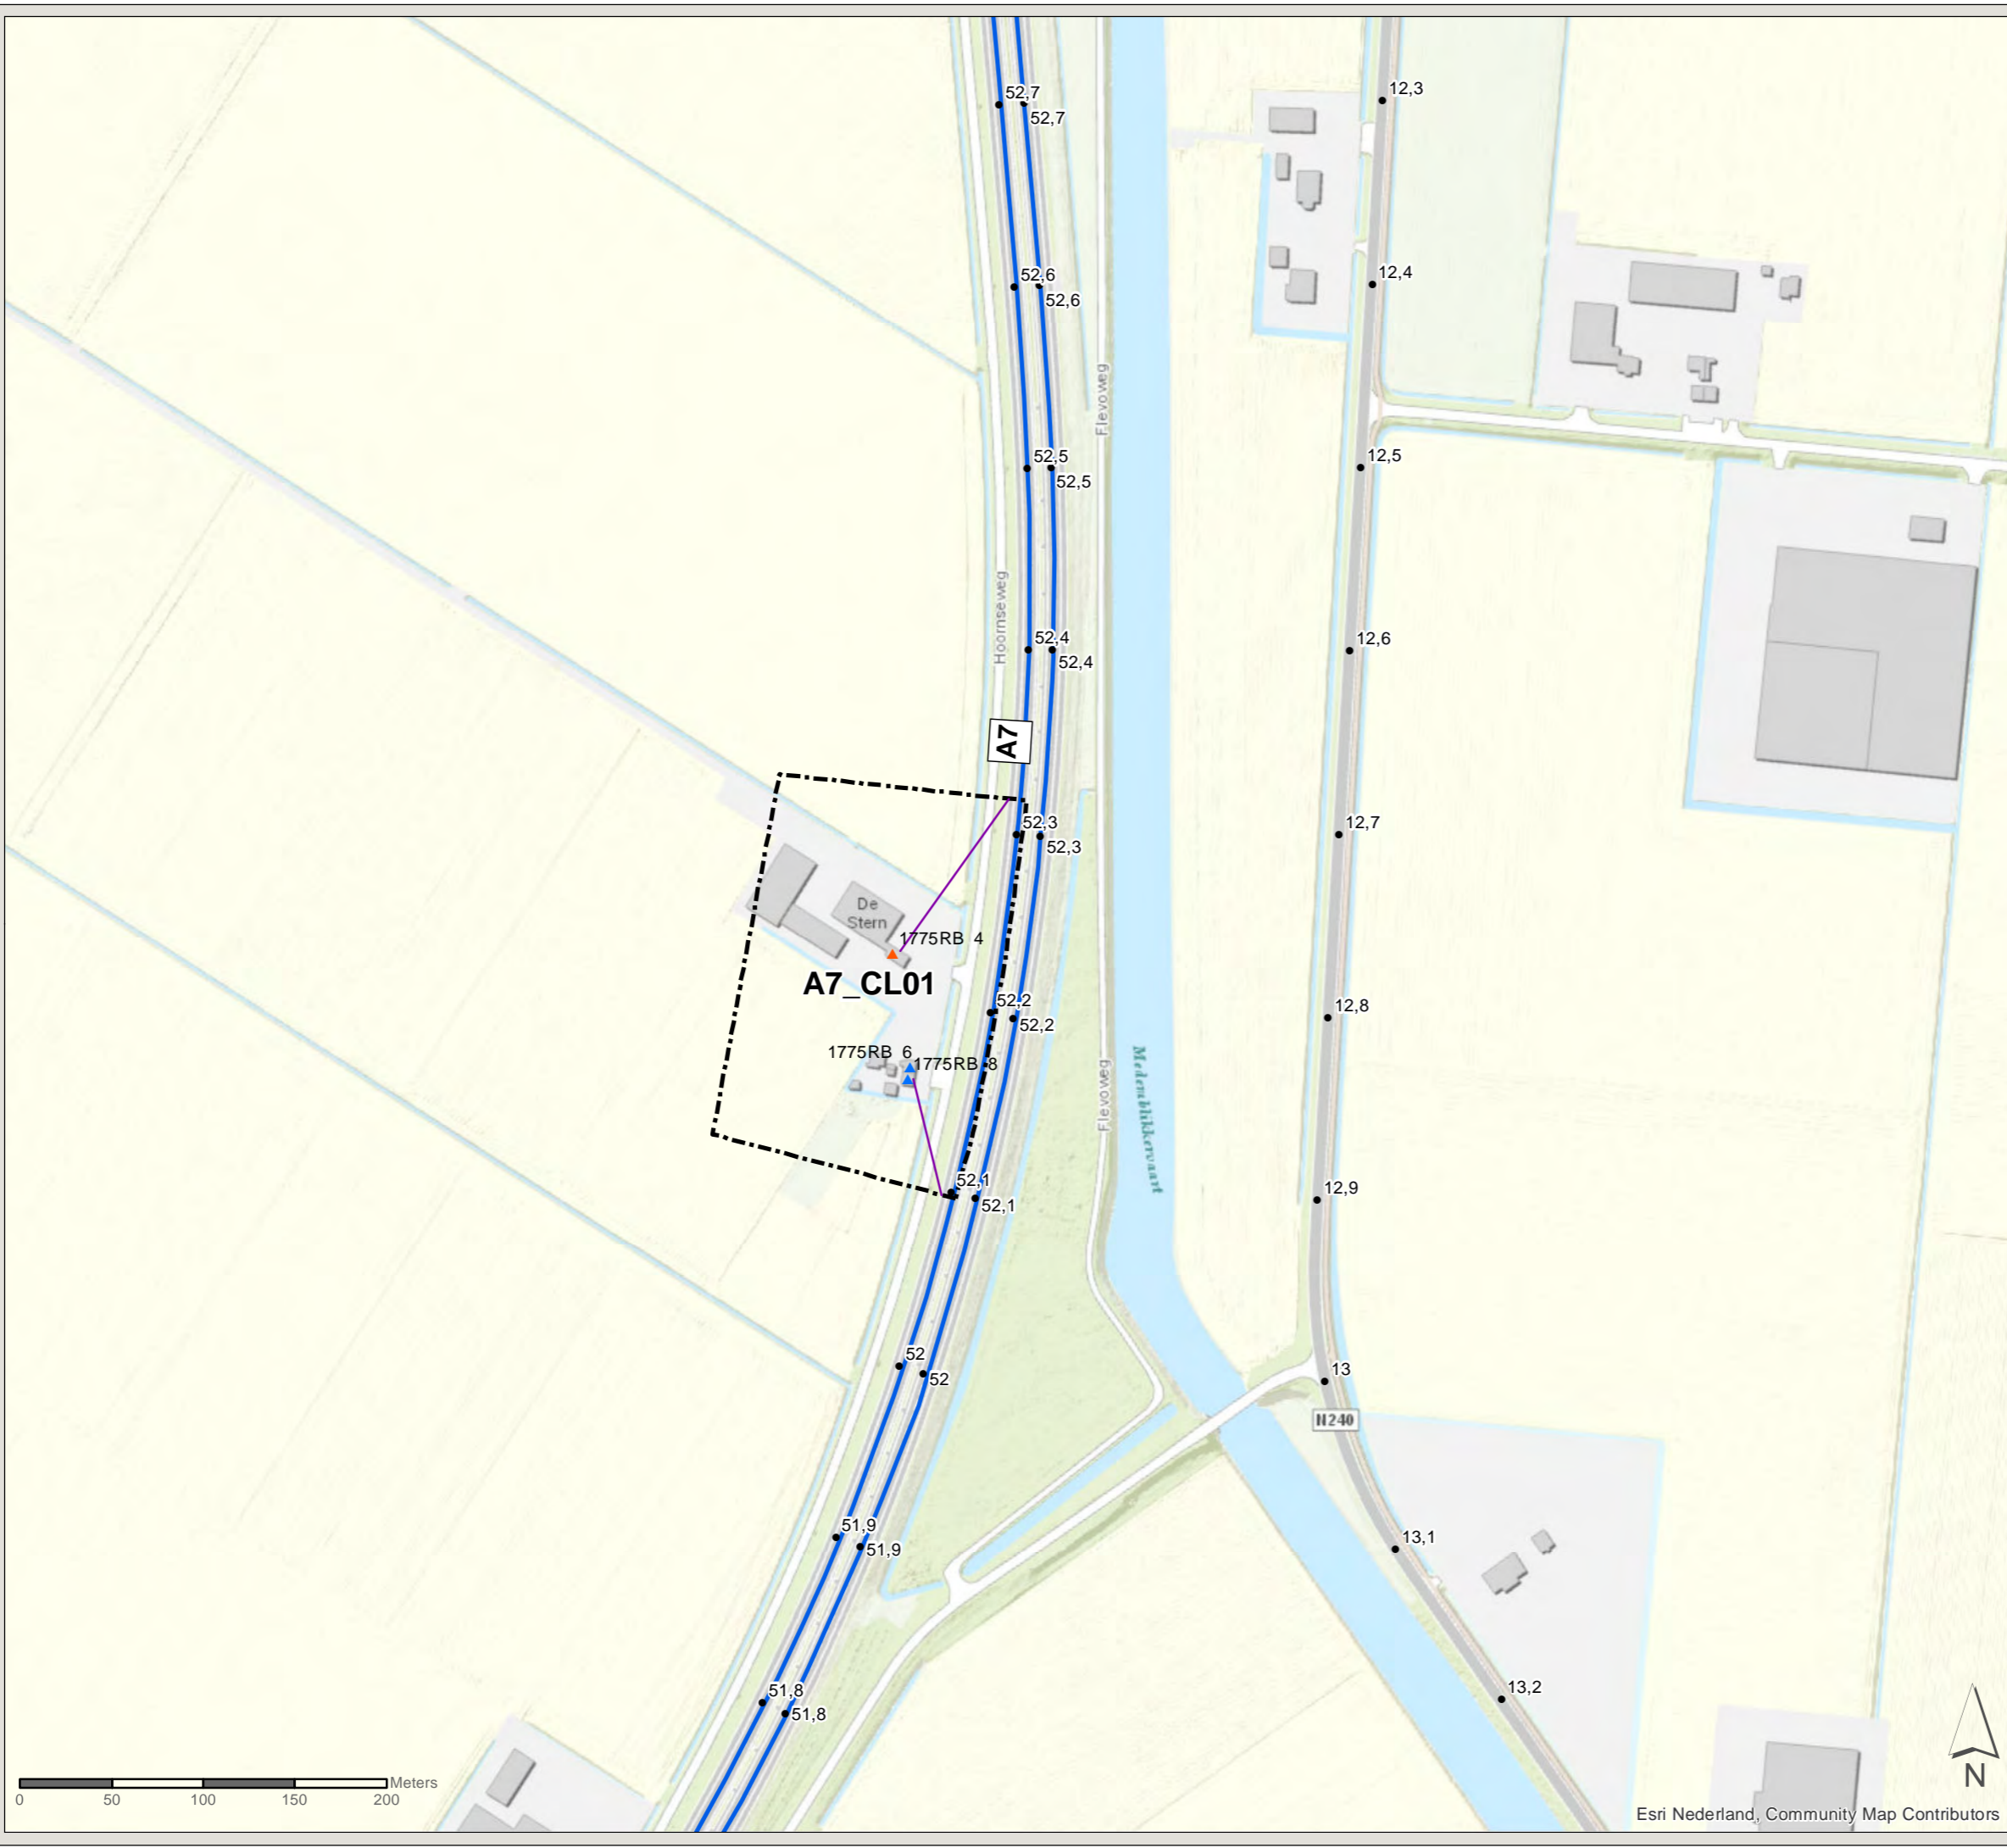 52,7
52,7
12,3
52,6
52,6
12,4
Flevoweg
52,5
52,5
12,5
Hoornseweg
52,4
52,4
12,6
A7
52,3
52,3
12,7
De
Stern
1775RB 4
A7_CL01
52,2
52,2
12,8
1775RB 6
1775RB 8
Flevoweg
Medemblikkervaart
52,1
52,1
12,9
52
52
13
N240
51,9
51,9
13,1
51,8
51,8
13,2
Meters
0 50 100 150 200
N
Esri Nederland, Community Map Contributors